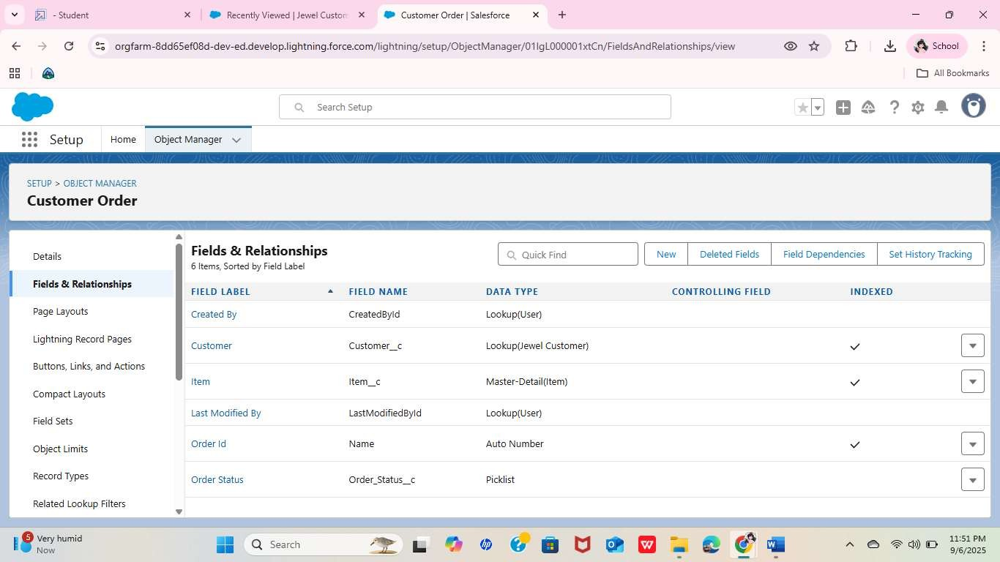 - Student
Recently Viewed | Jewel Custom
Customer Order | Salesforce
orgfarm-8dd65ef08d-dev-ed.develop.lightning.force.com/lightning/setup/ObjectManager/01IgL000001xtCn/FieldsAndRelationships/view
School
All Bookmarks
Search Setup
Setup
Home
Object Manager
SETUP > OBJECT MANAGER
Customer Order
Details
Fields & Relationships
Page Layouts
Lightning Record Pages
Buttons, Links, and Actions
Compact Layouts
Field Sets
Object Limits
Record Types
Related Lookup Filters
Fields & Relationships
6 Items, Sorted by Field Label
Quick Find
New
Deleted Fields
Field Dependencies
Set History Tracking
FIELD LABEL FIELD NAME DATA TYPE CONTROLLING FIELD INDEXED
Created By CreatedById Lookup(User)
Customer Customer__c Lookup(Jewel Customer)
Item Item__c Master-Detail(Item)
Last Modified By LastModifiedById Lookup(User)
Order Id Name Auto Number
Order Status Order_Status__c Picklist
5
Very humid
Now
Search
11:51 PM
9/6/2025